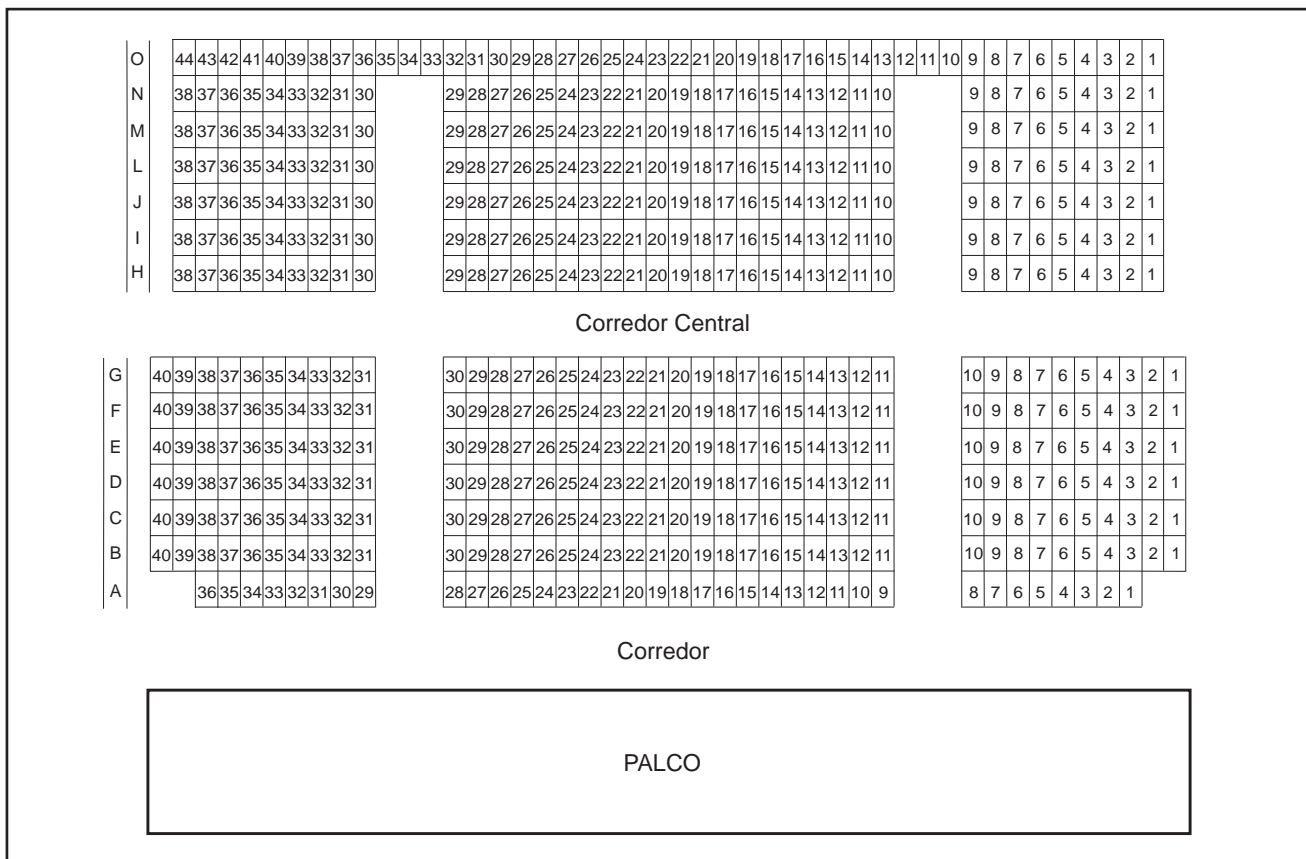 O 44 43 42 41 40 39 38 37 36 35 34 33 32 31 30 29 28 27 26 25 24 23 22 21 20 19 18 17 16 15 14 13 12 11 10 9 8 7 6 5 4 3 2 1
N 38 37 36 35 34 33 32 31 30 29 28 27 26 25 24 23 22 21 20 19 18 17 16 15 14 13 12 11 10 9 8 7 6 5 4 3 2 1
M 38 37 36 35 34 33 32 31 30 29 28 27 26 25 24 23 22 21 20 19 18 17 16 15 14 13 12 11 10 9 8 7 6 5 4 3 2 1
L 38 37 36 35 34 33 32 31 30 29 28 27 26 25 24 23 22 21 20 19 18 17 16 15 14 13 12 11 10 9 8 7 6 5 4 3 2 1
J 38 37 36 35 34 33 32 31 30 29 28 27 26 25 24 23 22 21 20 19 18 17 16 15 14 13 12 11 10 9 8 7 6 5 4 3 2 1
I 38 37 36 35 34 33 32 31 30 29 28 27 26 25 24 23 22 21 20 19 18 17 16 15 14 13 12 11 10 9 8 7 6 5 4 3 2 1
H 38 37 36 35 34 33 32 31 30 29 28 27 26 25 24 23 22 21 20 19 18 17 16 15 14 13 12 11 10 9 8 7 6 5 4 3 2 1
Corredor Central
G 40 39 38 37 36 35 34 33 32 31 30 29 28 27 26 25 24 23 22 21 20 19 18 17 16 15 14 13 12 11 10 9 8 7 6 5 4 3 2 1
F 40 39 38 37 36 35 34 33 32 31 30 29 28 27 26 25 24 23 22 21 20 19 18 17 16 15 14 13 12 11 10 9 8 7 6 5 4 3 2 1
E 40 39 38 37 36 35 34 33 32 31 30 29 28 27 26 25 24 23 22 21 20 19 18 17 16 15 14 13 12 11 10 9 8 7 6 5 4 3 2 1
D 40 39 38 37 36 35 34 33 32 31 30 29 28 27 26 25 24 23 22 21 20 19 18 17 16 15 14 13 12 11 10 9 8 7 6 5 4 3 2 1
C 40 39 38 37 36 35 34 33 32 31 30 29 28 27 26 25 24 23 22 21 20 19 18 17 16 15 14 13 12 11 10 9 8 7 6 5 4 3 2 1
B 40 39 38 37 36 35 34 33 32 31 30 29 28 27 26 25 24 23 22 21 20 19 18 17 16 15 14 13 12 11 10 9 8 7 6 5 4 3 2 1
A 36 35 34 33 32 31 30 29 28 27 26 25 24 23 22 21 20 19 18 17 16 15 14 13 12 11 10 9 8 7 6 5 4 3 2 1
Corredor
PALCO